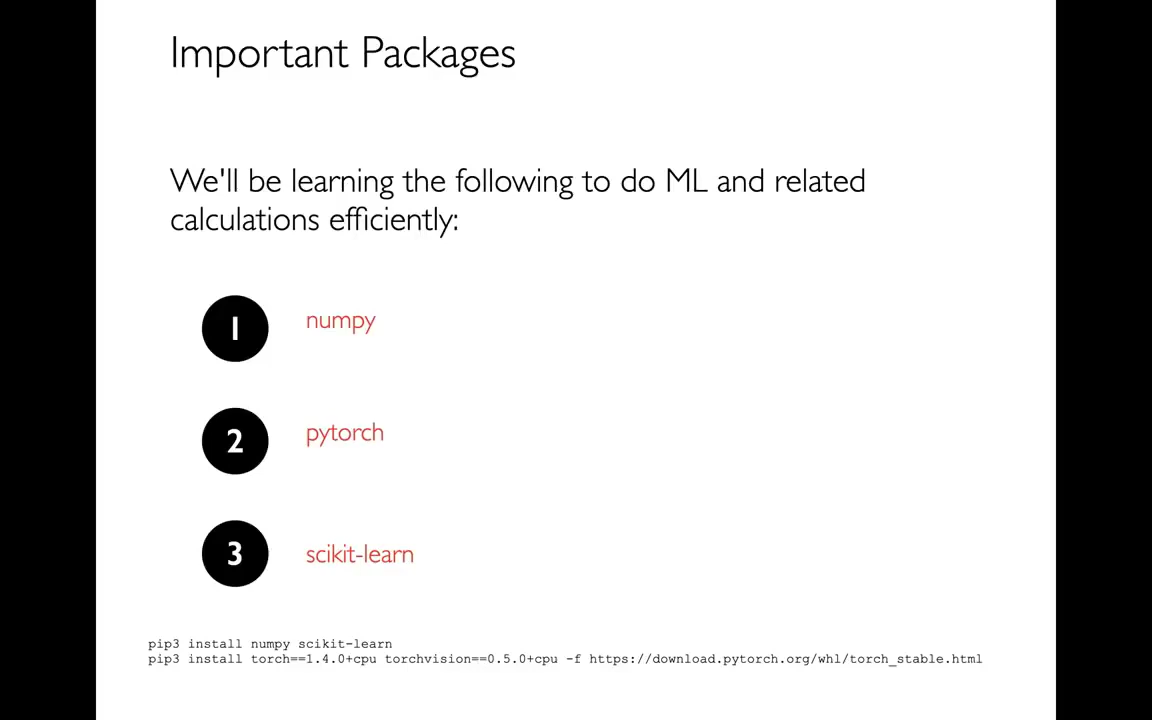 Important Packages
We'll be learning the following to do ML and related
calculations efficiently:
1 numpy
2 pytorch
3 scikit-learn
pip3 install numpy scikit-learn
pip3 install torch==1.4.0+cpu torchvision==0.5.0+cpu -f https://download.pytorch.org/whl/torch_stable.html